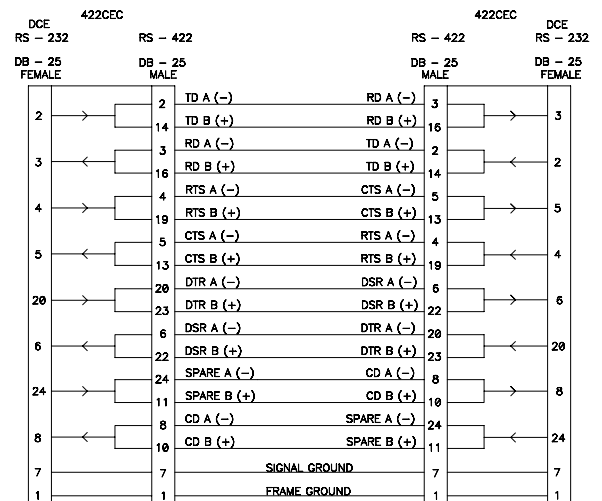 422CEC 422CEC
DCE DCE
RS - 232 RS - 422 RS - 422 RS - 232
DB - 25 DB - 25 DB - 25 DB - 25
FEMALE MALE MALE FEMALE
2 2 TD A (-) RD A (-) 3 3
14 TD B (+) RD B (+) 16
3 3 RD A (-) TD A (-) 2 2
16 RD B (+) TD B (+) 14
4 4 RTS A (-) CTS A (-) 5 5
19 RTS B (+) CTS B (+) 13
5 5 CTS A (-) RTS A (-) 4 4
13 CTS B (+) RTS B (+) 19
20 20 DTR A (-) DSR A (-) 6 6
23 DTR B (+) DSR B (+) 22
6 6 DSR A (-) DTR A (-) 20 20
22 DSR B (+) DTR B (+) 23
24 24 SPARE A (-) CD A (-) 8 8
11 SPARE B (+) CD B (+) 10
8 8 CD A (-) SPARE A (-) 24 24
10 CD B (+) SPARE B (+) 11
7 7 SIGNAL GROUND 7 7
1 1 FRAME GROUND 1 1